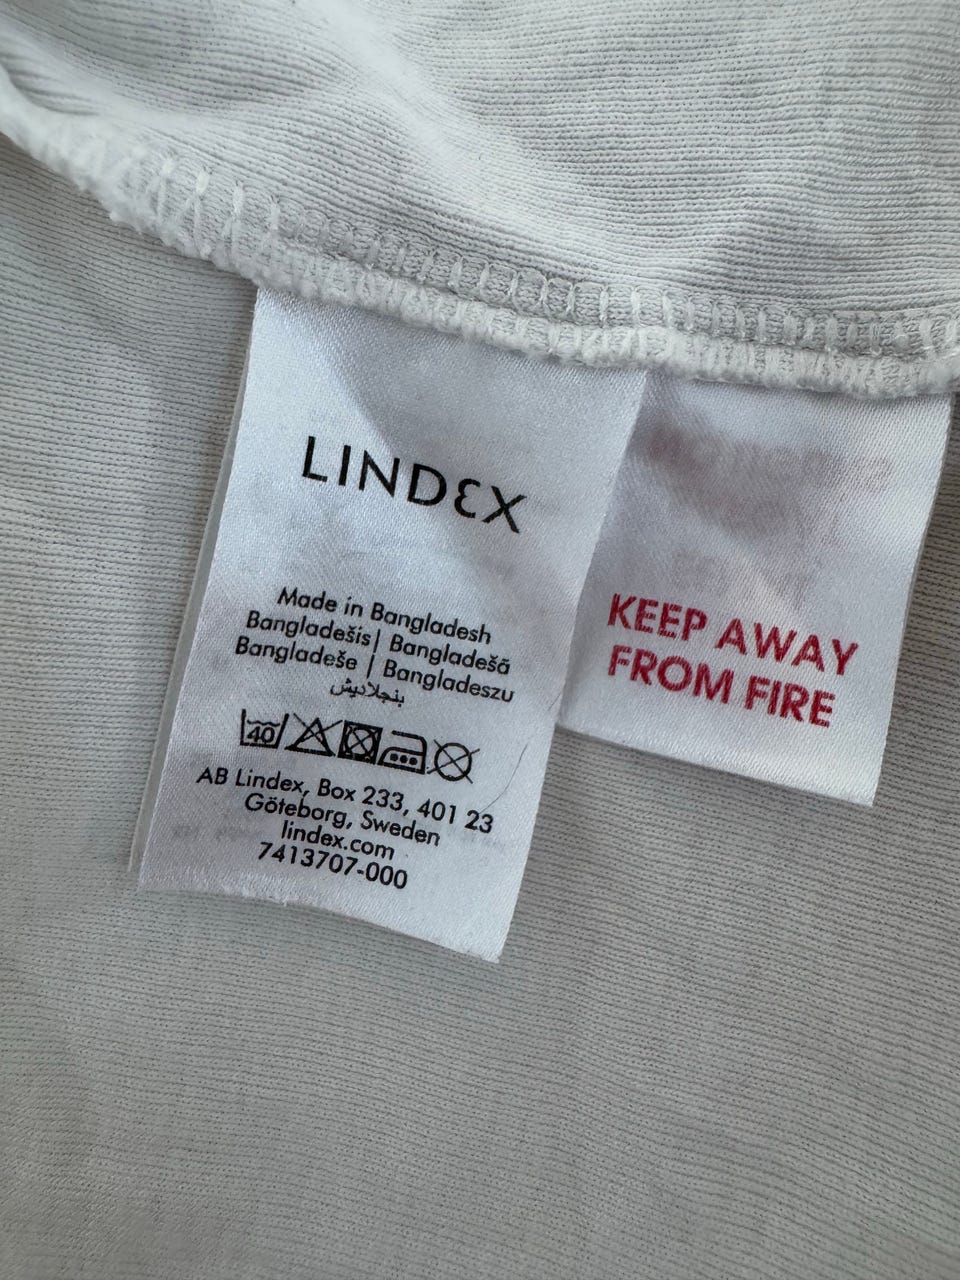 LINDEX
Made in Bangladesh
Bangladešis| Bangladešā
Bangladeše | Bangladeszu
بنجلاديش
40
AB Lindex, Box 233, 401 23
Göteborg, Sweden
lindex.com
7413707-000
KEEP AWAY
FROM FIRE